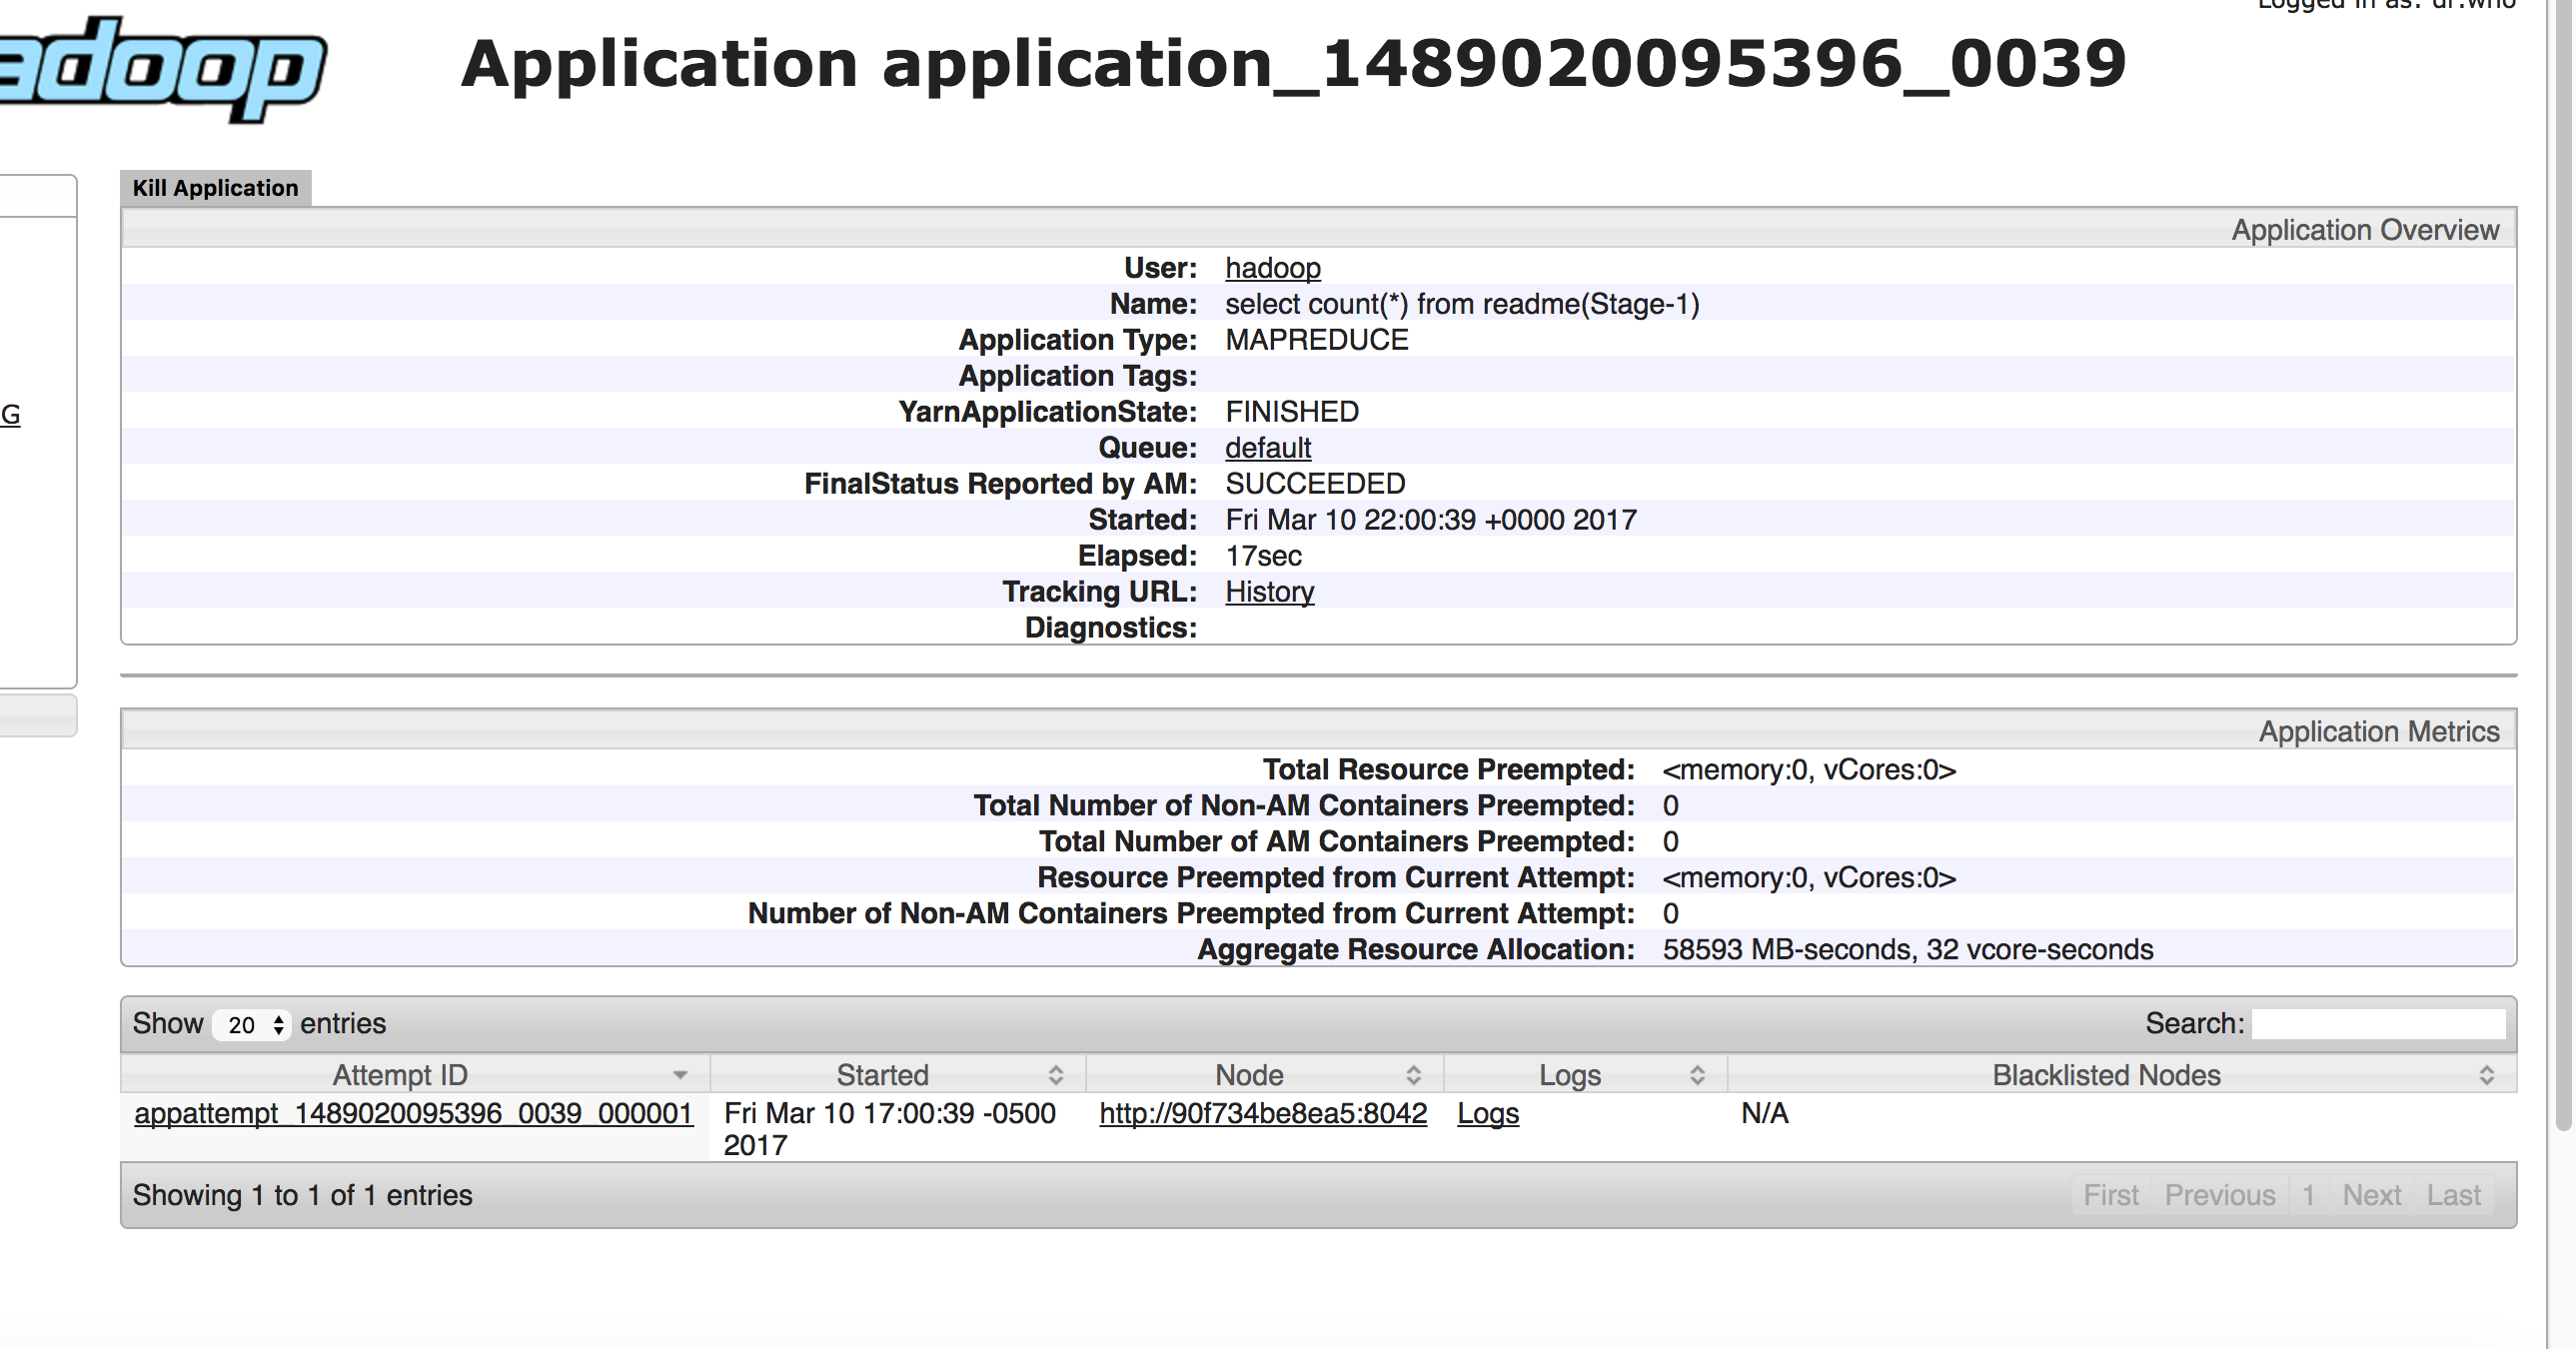 Logged in as: dr.who
adoop
Application application_1489020095396_0039
Kill Application
Application Overview
User: hadoop
Name: select count(*) from readme(Stage-1)
Application Type: MAPREDUCE
Application Tags:
YarnApplicationState: FINISHED
Queue: default
FinalStatus Reported by AM: SUCCEEDED
Started: Fri Mar 10 22:00:39 +0000 2017
Elapsed: 17sec
Tracking URL: History
Diagnostics:
G
Application Metrics
Total Resource Preempted: <memory:0, vCores:0>
Total Number of Non-AM Containers Preempted: 0
Total Number of AM Containers Preempted: 0
Resource Preempted from Current Attempt: <memory:0, vCores:0>
Number of Non-AM Containers Preempted from Current Attempt: 0
Aggregate Resource Allocation: 58593 MB-seconds, 32 vcore-seconds
Show 20 entries Search:
Attempt ID Started Node Logs Blacklisted Nodes
appattempt_1489020095396_0039_000001 Fri Mar 10 17:00:39 -0500 http://90f734be8ea5:8042 Logs N/A
2017
Showing 1 to 1 of 1 entries First Previous 1 Next Last